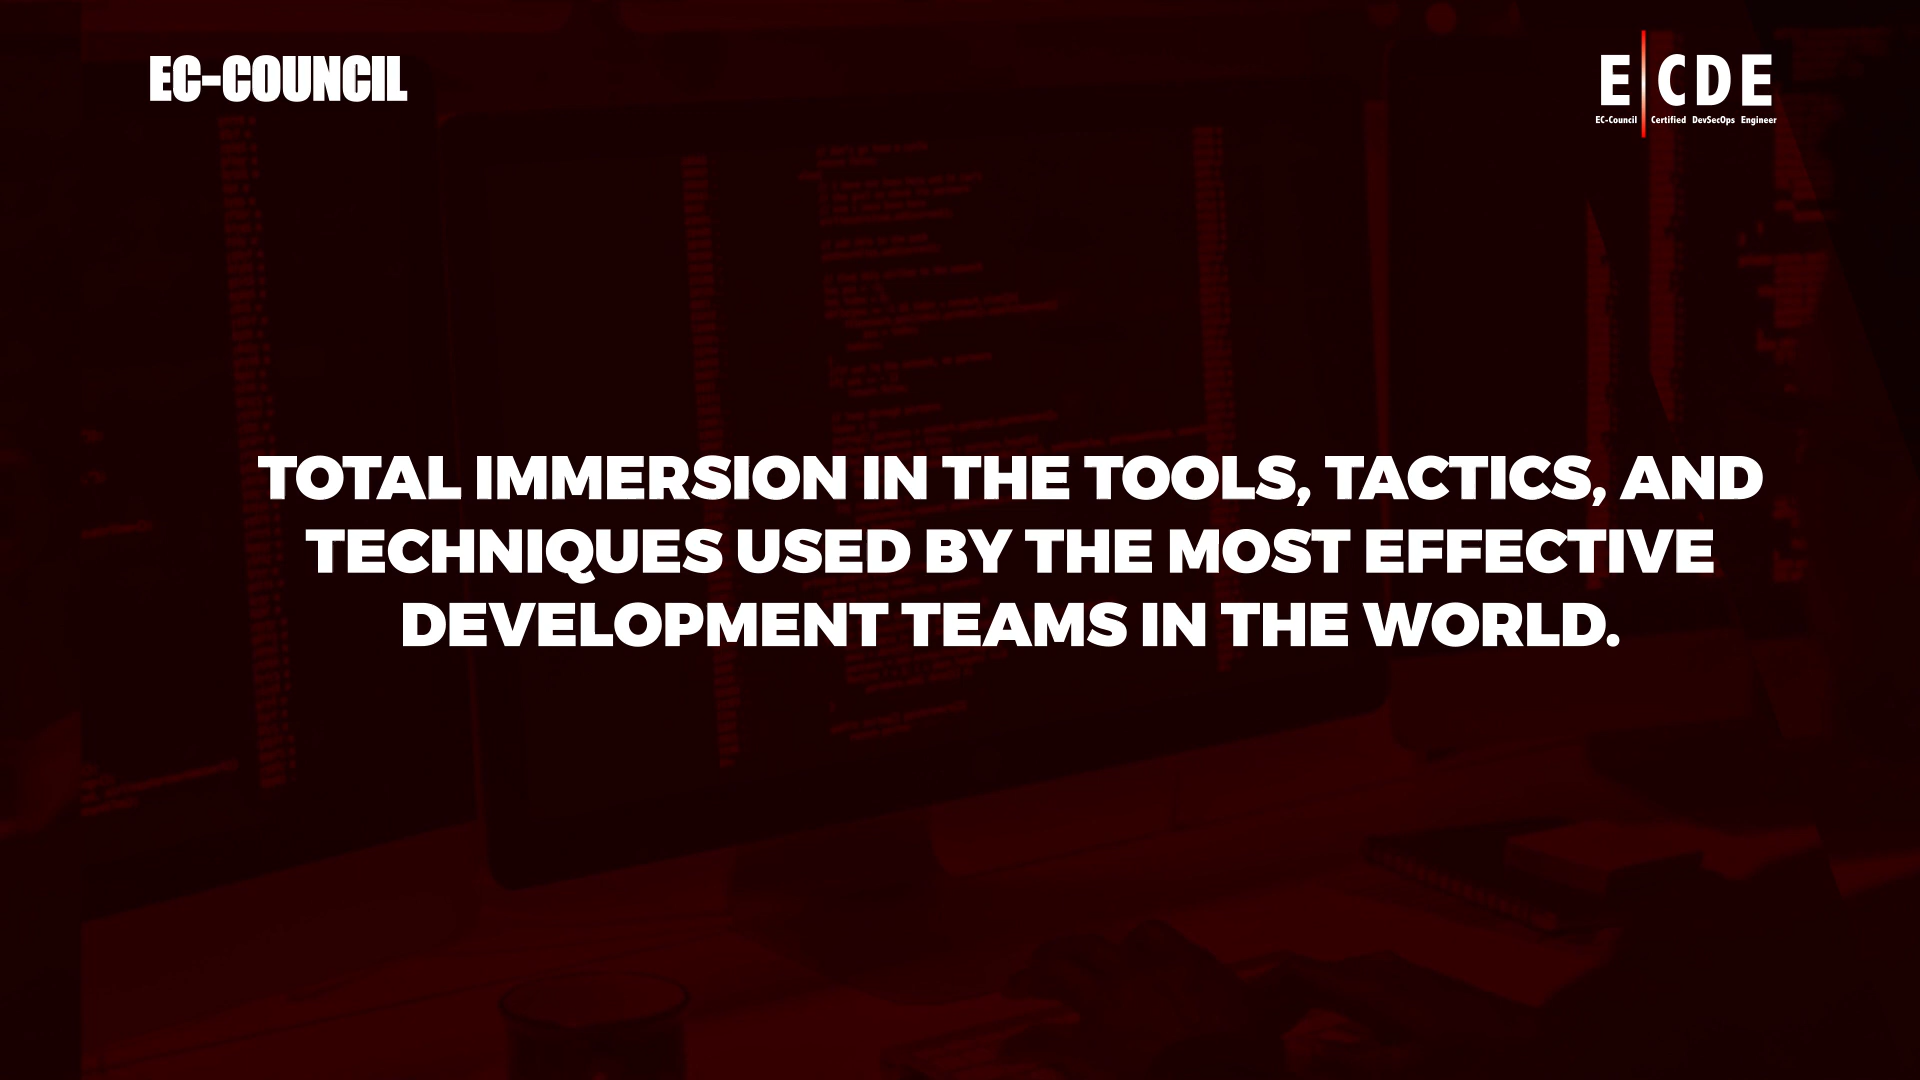 EC-COUNCIL
E|CDE
EC-Council Certified DevSecOps Engineer
TOTAL IMMERSION IN THE TOOLS, TACTICS, AND
TECHNIQUES USED BY THE MOST EFFECTIVE
DEVELOPMENT TEAMS IN THE WORLD.